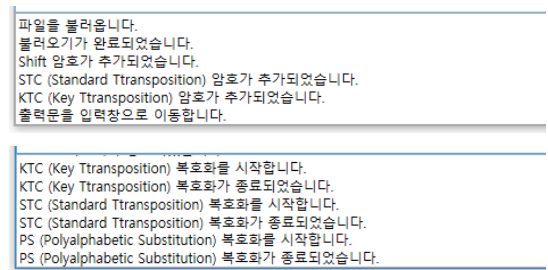 파일을 불러옵니다.
불러오기가 완료되었습니다.
Shift 암호가 추가되었습니다.
STC (Standard Ttransposition) 암호가 추가되었습니다.
KTC (Key Ttransposition) 암호가 추가되었습니다.
출력문을 입력창으로 이동합니다.
KTC (Key Ttransposition) 복호화를 시작합니다.
KTC (Key Ttransposition) 복호화가 종료되었습니다.
STC (Standard Ttransposition) 복호화를 시작합니다.
STC (Standard Ttransposition) 복호화가 종료되었습니다.
PS (Polyalphabetic Substitution) 복호화를 시작합니다.
PS (Polyalphabetic Substitution) 복호화가 종료되었습니다.